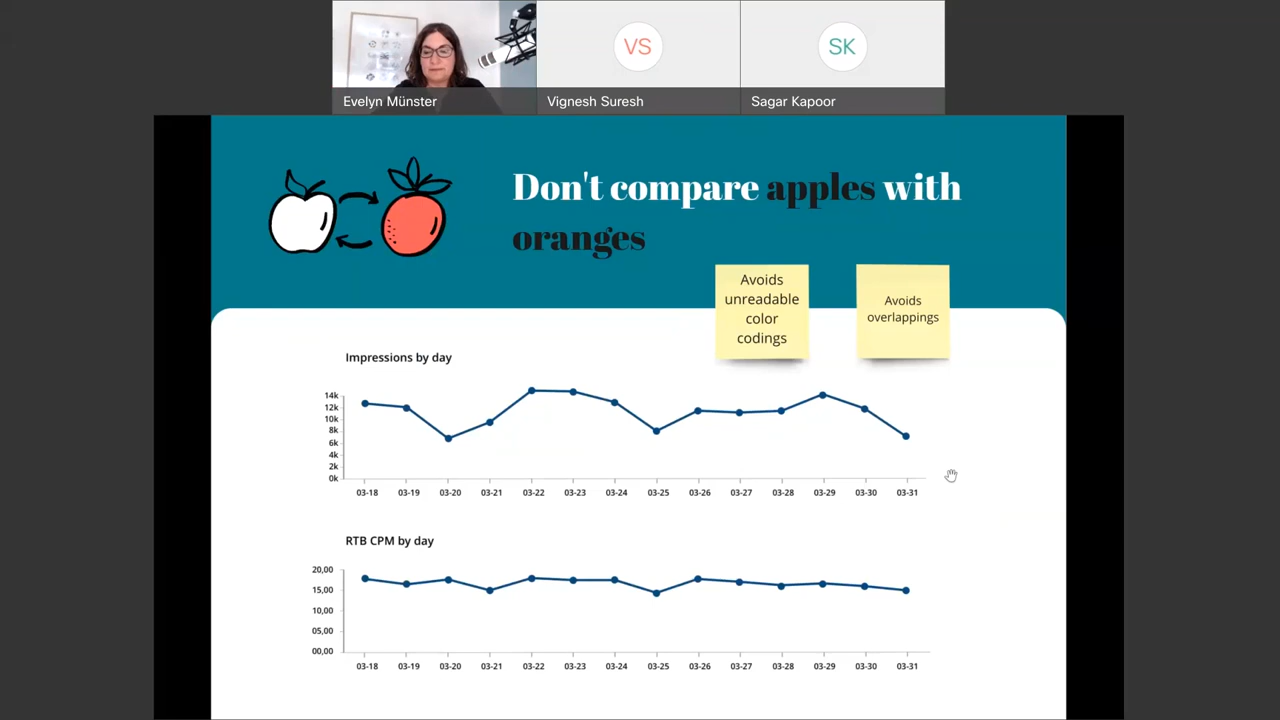 VS
SK
Evelyn Münster
Vignesh Suresh
Sagar Kapoor
Don't compare apples with
oranges
Avoids
unreadable
color
codings
Avoids
overlappings
Impressions by day
14k
12k
10k
8k
6k
4k
2k
0k
03-18 03-19 03-20 03-21 03-22 03-23 03-24 03-25 03-26 03-27 03-28 03-29 03-30 03-31
RTB CPM by day
20,00
15,00
10,00
05,00
00,00
03-18 03-19 03-20 03-21 03-22 03-23 03-24 03-25 03-26 03-27 03-28 03-29 03-30 03-31